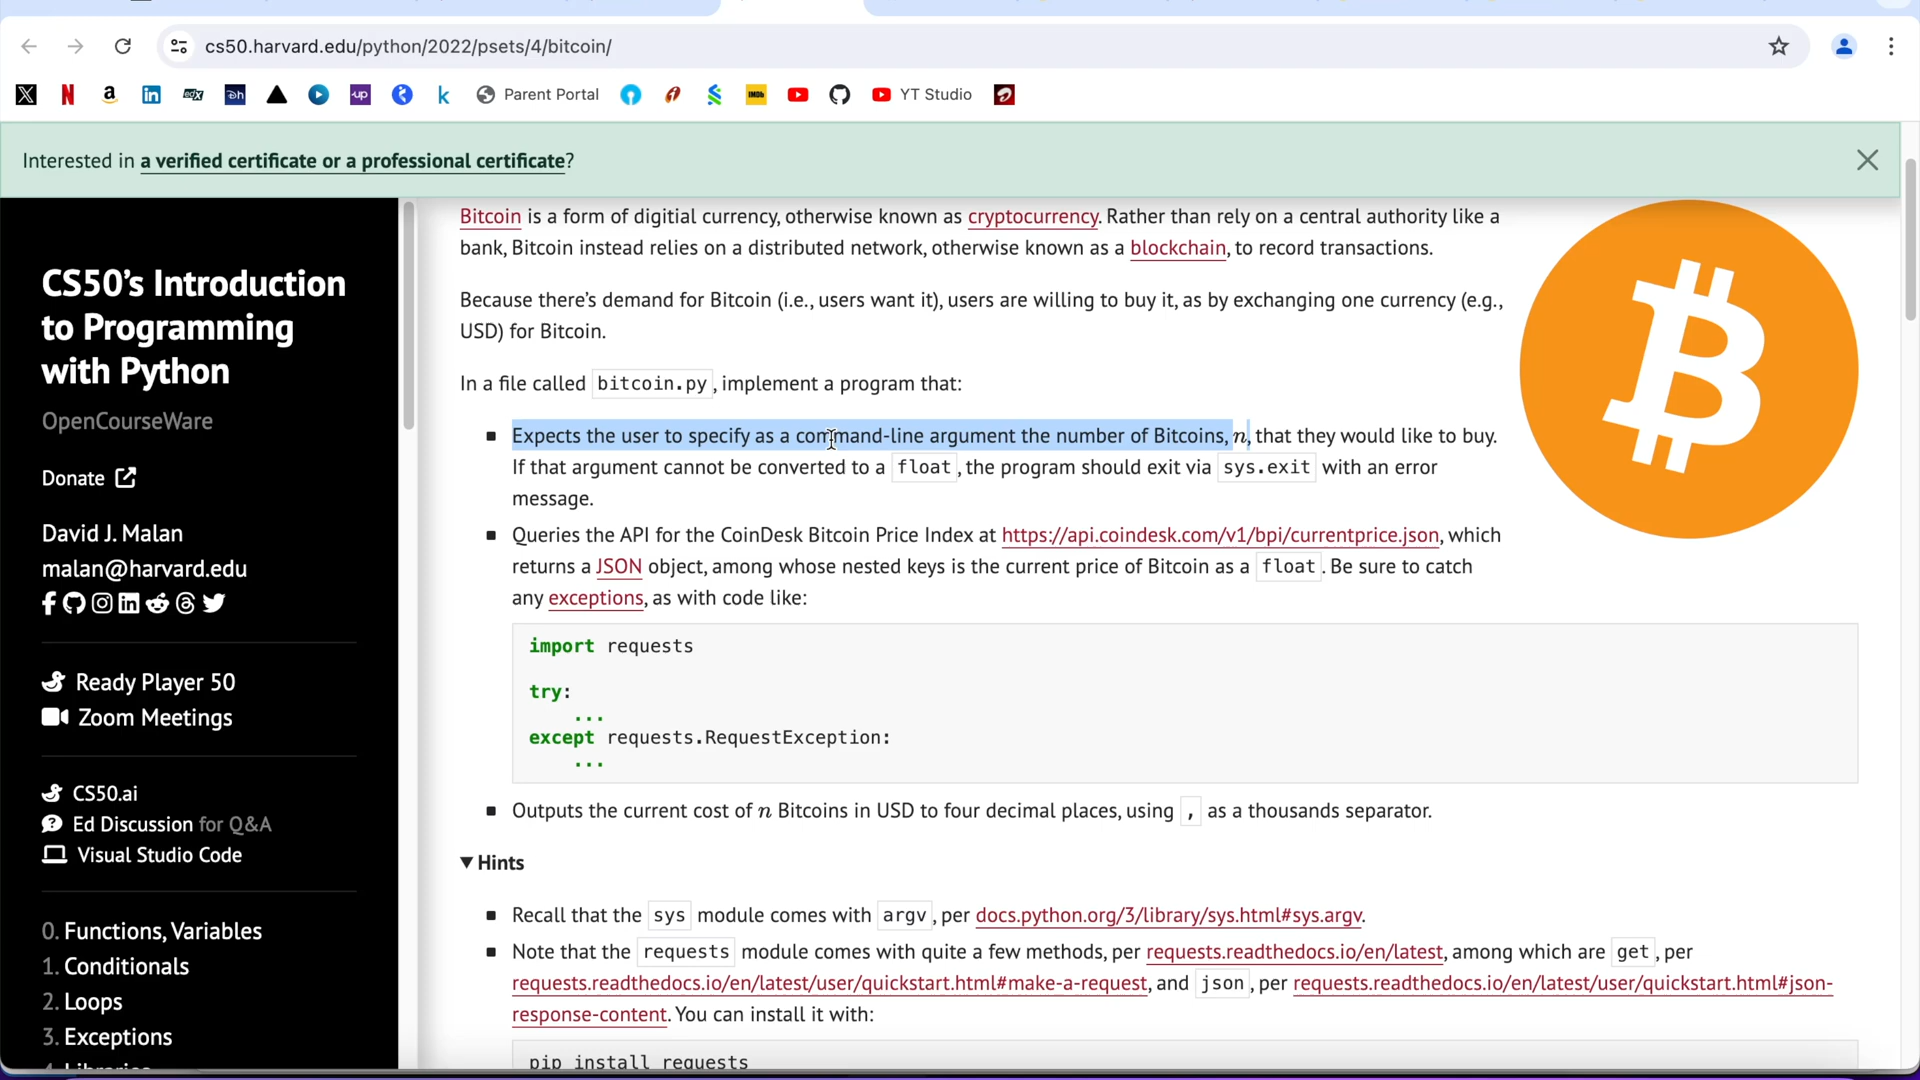 cs50.harvard.edu/python/2022/psets/4/bitcoin/
X N a in edX Dh up k Parent Portal IMDb YT Studio
Interested in a verified certificate or a professional certificate?
CS50's Introduction
to Programming
with Python
OpenCourseWare
Donate
David J. Malan
malan@harvard.edu
Ready Player 50
Zoom Meetings
CS50.ai
Ed Discussion for Q&A
Visual Studio Code
0. Functions, Variables
1. Conditionals
2. Loops
3. Exceptions
Bitcoin is a form of digitial currency, otherwise known as cryptocurrency. Rather than rely on a central authority like a
bank, Bitcoin instead relies on a distributed network, otherwise known as a blockchain, to record transactions.
Because there's demand for Bitcoin (i.e., users want it), users are willing to buy it, as by exchanging one currency (e.g.,
USD) for Bitcoin.
In a file called bitcoin.py, implement a program that:
Expects the user to specify as a command-line argument the number of Bitcoins, n, that they would like to buy.
If that argument cannot be converted to a float, the program should exit via sys.exit with an error
message.
Queries the API for the CoinDesk Bitcoin Price Index at https://api.coindesk.com/v1/bpi/currentprice.json, which
returns a JSON object, among whose nested keys is the current price of Bitcoin as a float. Be sure to catch
any exceptions, as with code like:
import requests
try:
...
except requests.RequestException:
...
Outputs the current cost of n Bitcoins in USD to four decimal places, using , as a thousands separator.
Hints
Recall that the sys module comes with argv, per docs.python.org/3/library/sys.html#sys.argv.
Note that the requests module comes with quite a few methods, per requests.readthedocs.io/en/latest, among which are get, per
requests.readthedocs.io/en/latest/user/quickstart.html#make-a-request, and json, per requests.readthedocs.io/en/latest/user/quickstart.html#json-
response-content. You can install it with:
pip install requests